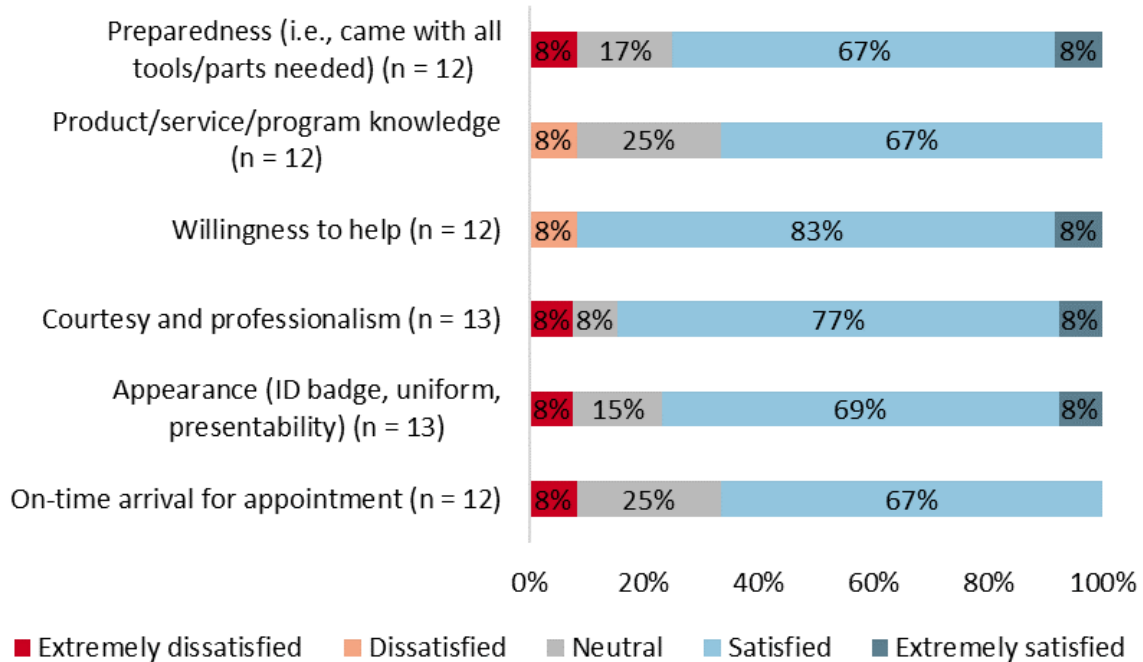 Preparedness (i.e., came with all
tools/parts needed) (n = 12)
8% 17% 67% 8%
Product/service/program knowledge
(n = 12)
8% 25% 67%
Willingness to help (n = 12)
8% 83% 8%
Courtesy and professionalism (n = 13)
8% 8% 77% 8%
Appearance (ID badge, uniform,
presentability) (n = 13)
8% 15% 69% 8%
On-time arrival for appointment (n = 12)
8% 25% 67%
0% 20% 40% 60% 80% 100%
Extremely dissatisfied Dissatisfied Neutral Satisfied Extremely satisfied